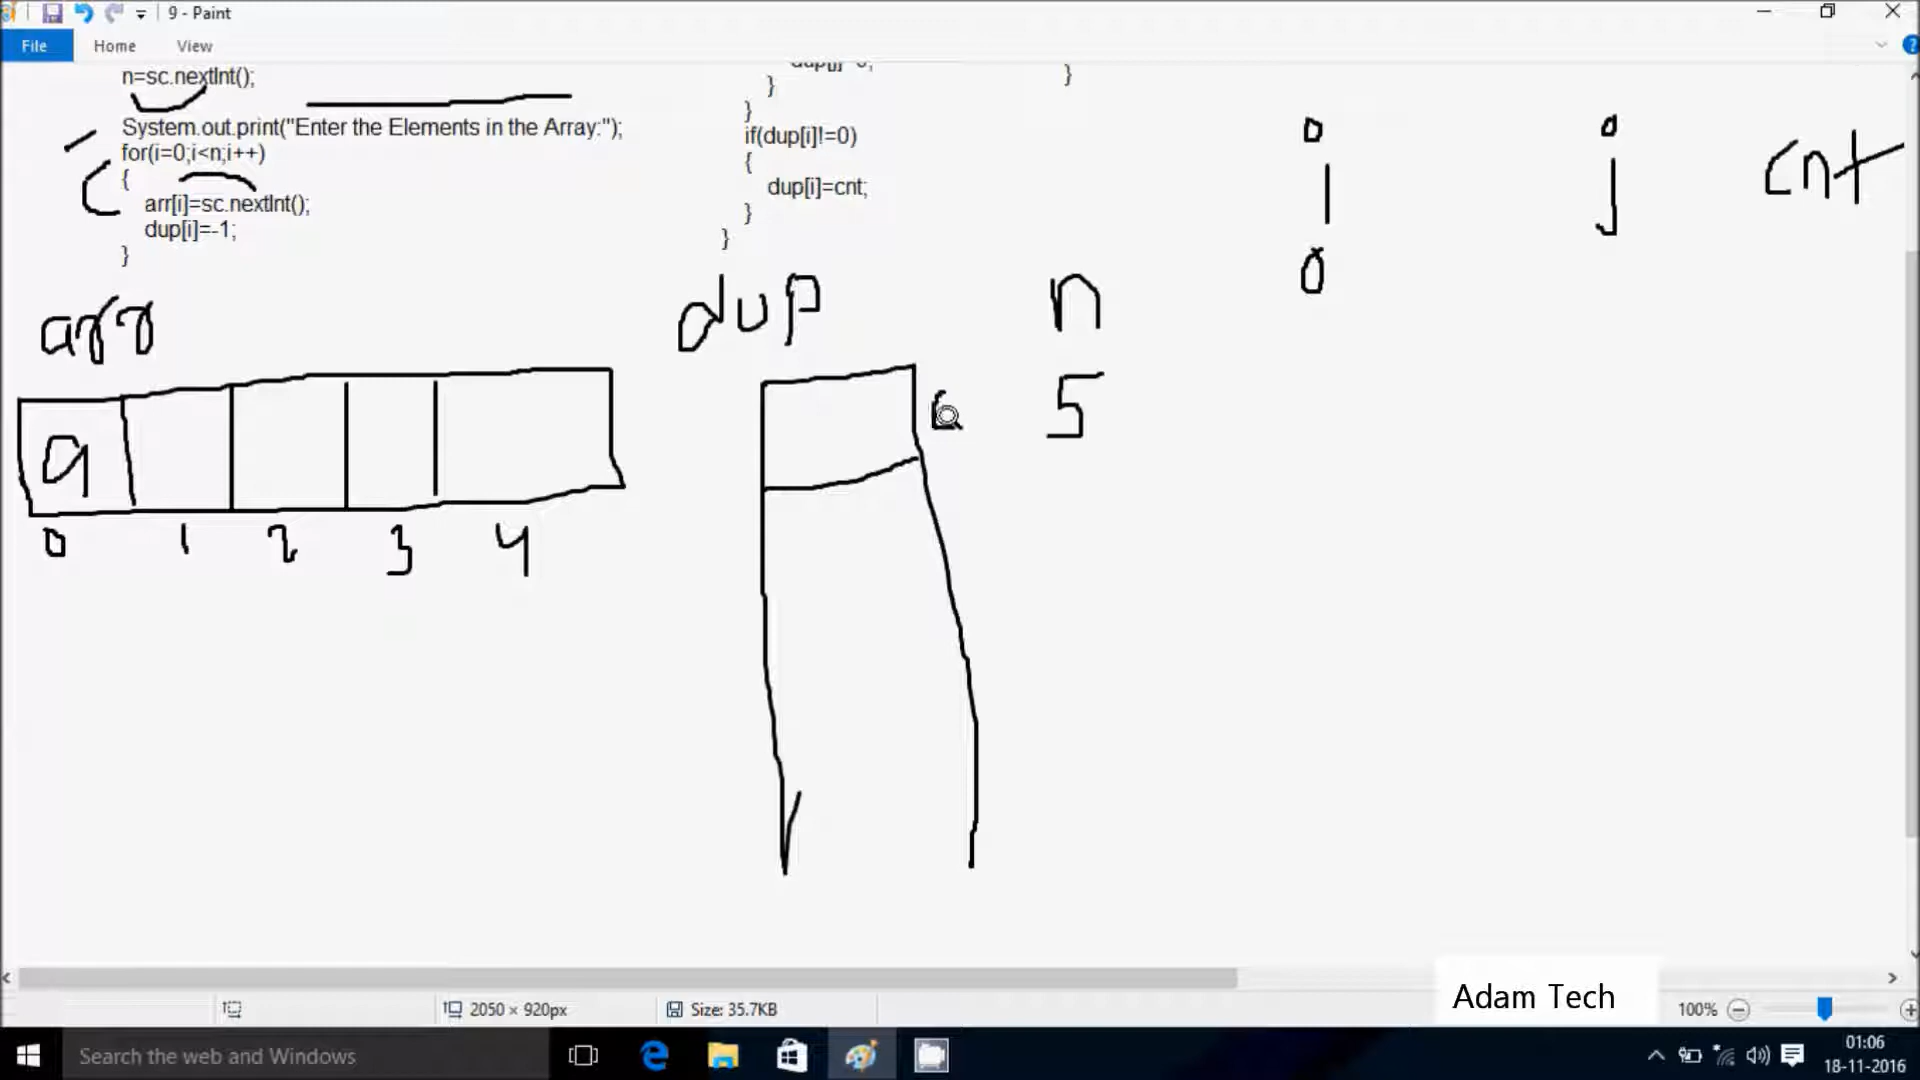 9 - Paint
File Home View
n=sc.nextInt();
System.out.print("Enter the Elements in the Array:");
for(i=0;i<n;i++)
{
arr[i]=sc.nextInt();
dup[i]=-1;
}
}
}
if(dup[i]!=0)
{
dup[i]=cnt;
}
}
}
i
j
cnt
0
arr
dup
n
9
5
0 1 2 3 4
2050 × 920px
Size: 35.7KB
100%
Adam Tech
Search the web and Windows
01:06
18-11-2016